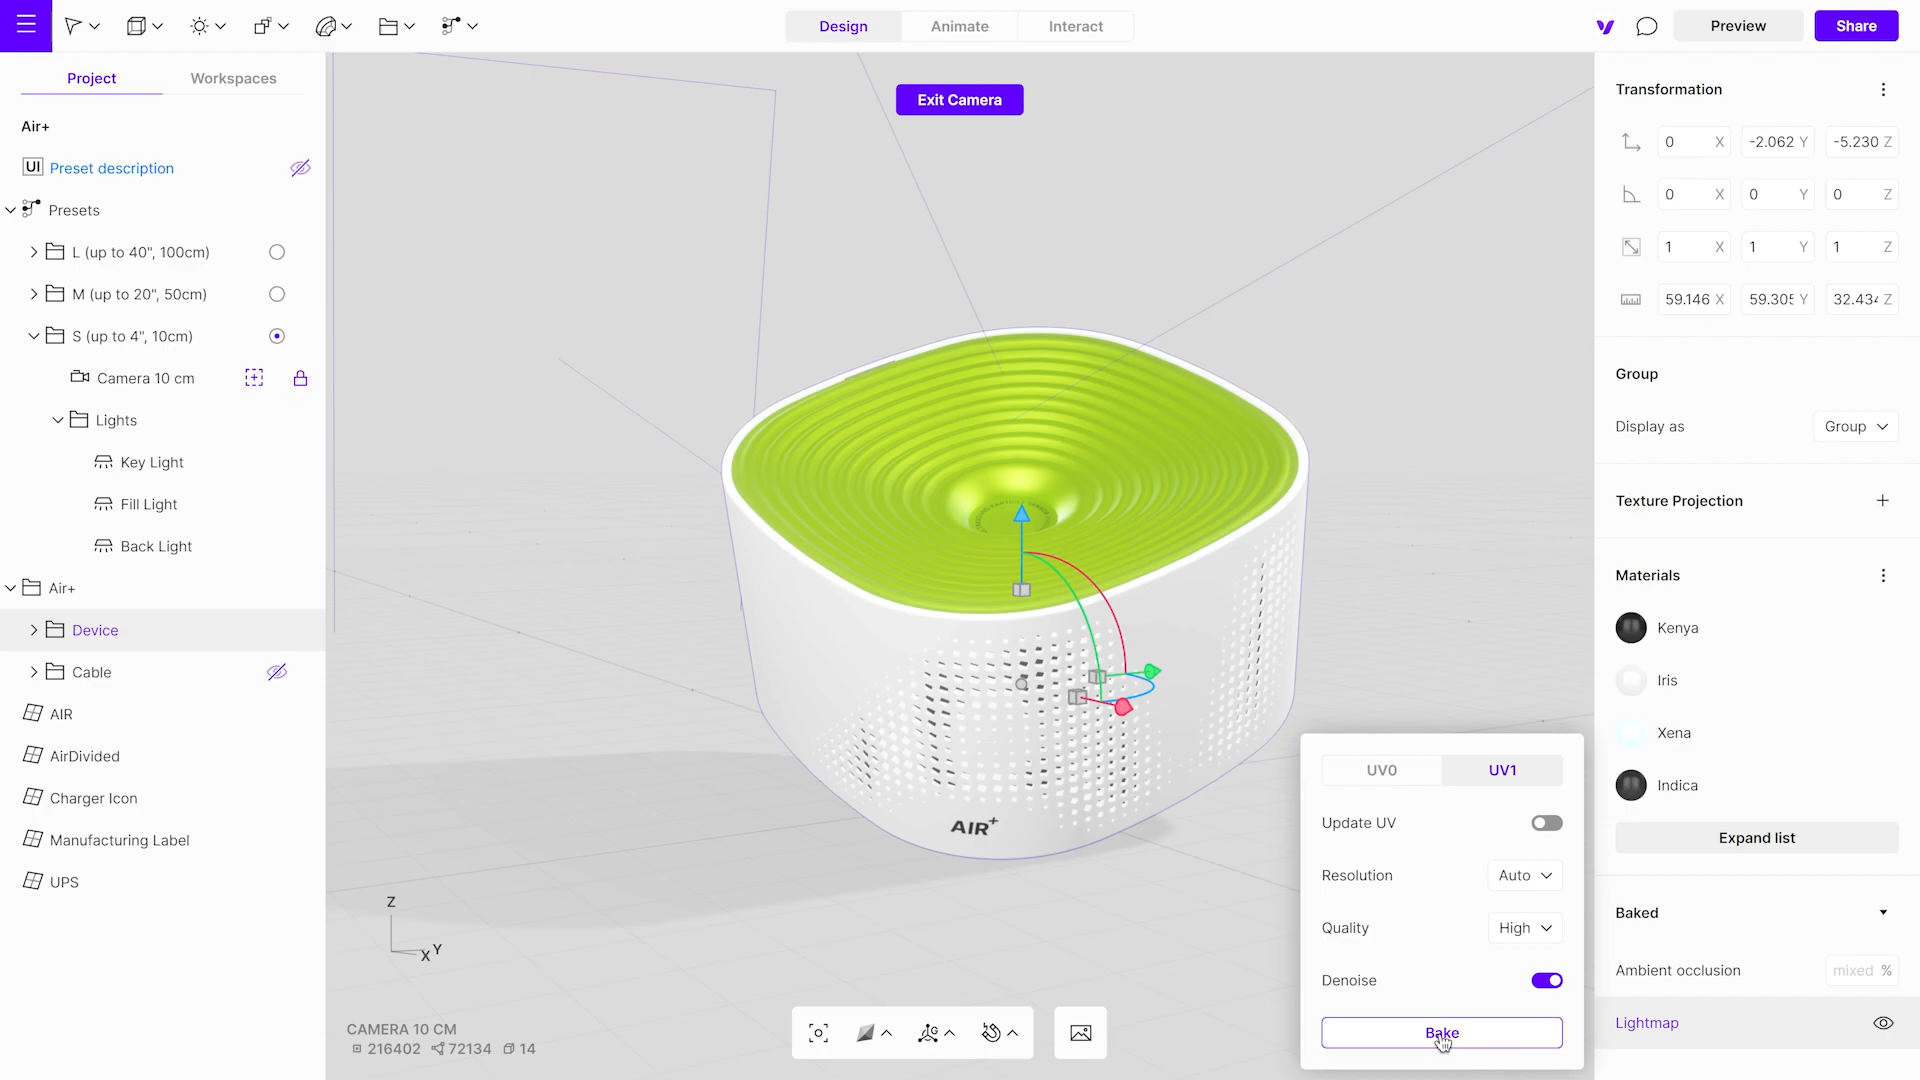 Design
Animate
Interact
Preview
Share
Project
Workspaces
Exit Camera
Air+
UI Preset description
Presets
L (up to 40", 100cm)
M (up to 20", 50cm)
S (up to 4", 10cm)
Camera 10 cm
Lights
Key Light
Fill Light
Back Light
Air+
Device
Cable
AIR
AirDivided
Charger Icon
Manufacturing Label
UPS
AIR+
Z
Y
X
CAMERA 10 CM
216402 72134 14
UV0 UV1
Update UV
Resolution Auto
Quality High
Denoise
Bake
Transformation
0 X -2.062 Y -5.230 Z
0 X 0 Y 0 Z
1 X 1 Y 1 Z
59.146 X 59.305 Y 32.434 Z
Group
Display as Group
Texture Projection
Materials
Kenya
Iris
Xena
Indica
Expand list
Baked
Ambient occlusion mixed %
Lightmap